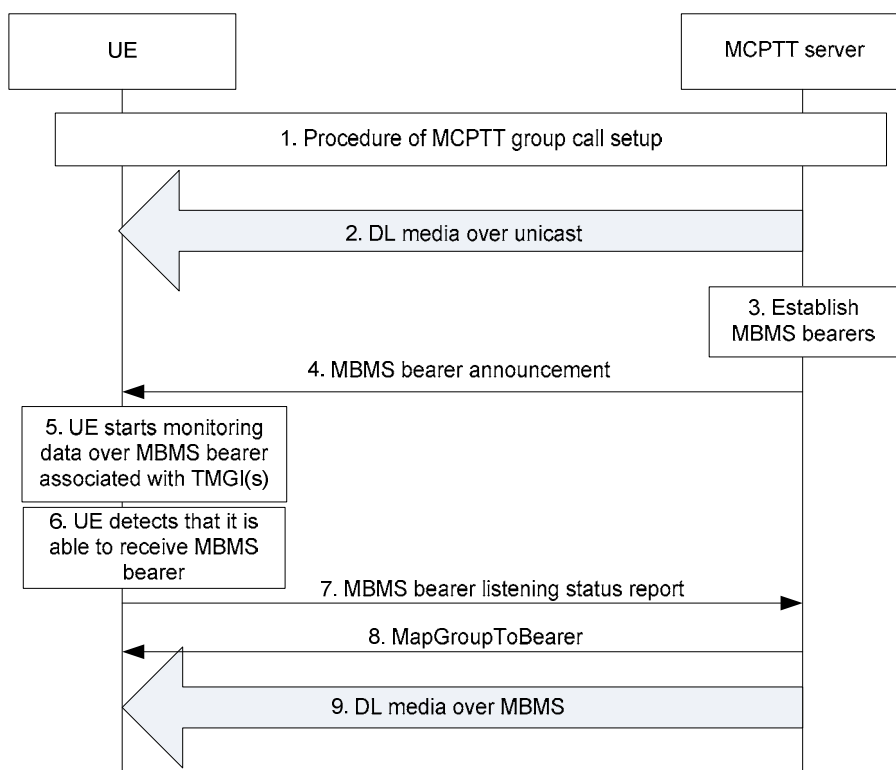 UE
MCPTT server
1. Procedure of MCPTT group call setup
2. DL media over unicast
3. Establish
MBMS bearers
4. MBMS bearer announcement
5. UE starts monitoring
data over MBMS bearer
associated with TMGI(s)
6. UE detects that it is
able to receive MBMS
bearer
7. MBMS bearer listening status report
8. MapGroupToBearer
9. DL media over MBMS